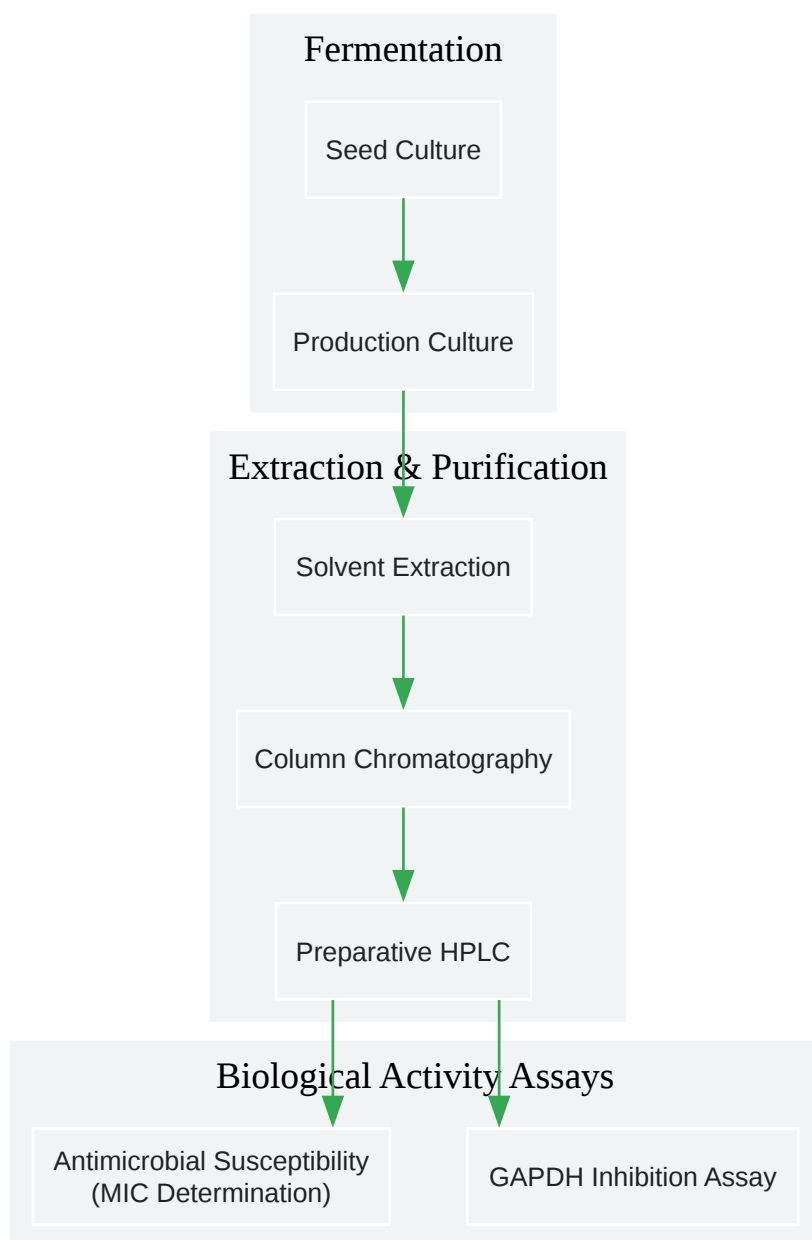 Fermentation
Seed Culture
Production Culture
Extraction & Purification
Solvent Extraction
Column Chromatography
Preparative HPLC
Biological Activity Assays
Antimicrobial Susceptibility
(MIC Determination)
GAPDH Inhibition Assay